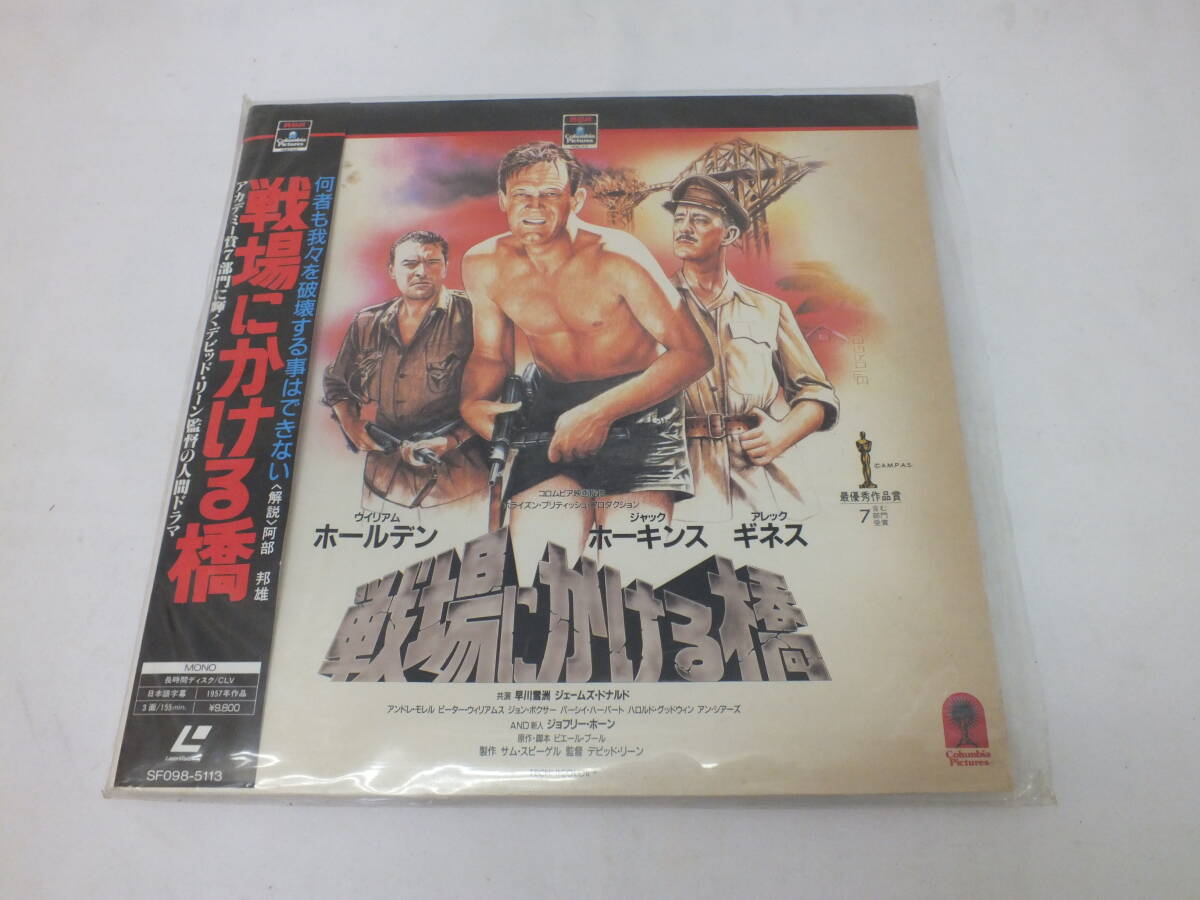 Columbia Pictures
何者も我々を破壊する事はできない
〈解説〉阿部 邦雄
戦場にかける橋
アカデミー賞7部門に輝くデビッド・リーン監督の人間ドラマ
MONO
長時間ディスク/CLV
日本語字幕 1957年作品
3面/155min. ¥9,800
LaserVision
SF098-5113
Columbia Pictures
©A.M.P.A.S.
最優秀作品賞
含む
7部門
受賞
コロムビア映画
ホライズン・ブリティッシュ・プロダクション
ウイリアム
ホールデン
ジャック
ホーキンス
アレック
ギネス
戦場にかける橋
共演 早川雪洲 ジェームズ・ドナルド
アンドレ・モレル ピーター・ウィリアムス ジョン・ボクサー パーシイ・ハーバート ハロルド・グッドウィン アン・シアーズ
AND 新人 ジョフリー・ホーン
原作・脚本 ピエール・ブール
製作 サム・スピーゲル 監督 デビッド・リーン
Columbia
Pictures